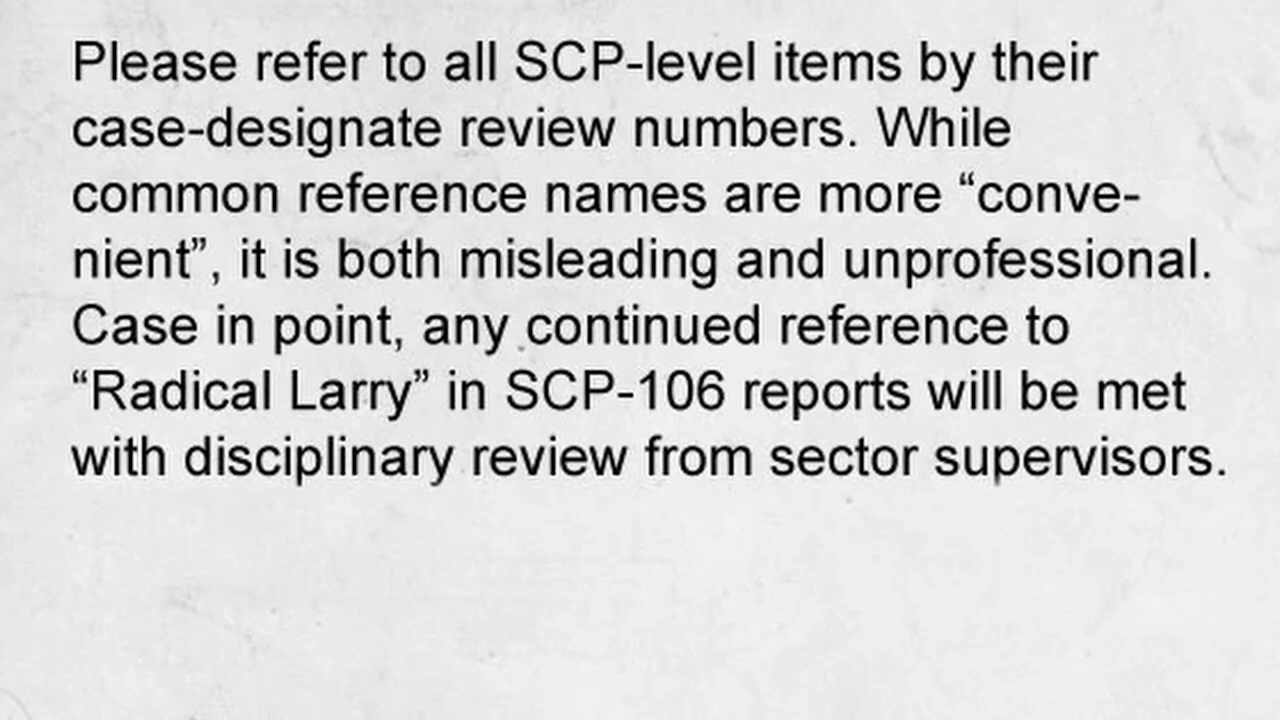 Please refer to all SCP-level items by their
case-designate review numbers. While
common reference names are more “conve-
nient”, it is both misleading and unprofessional.
Case in point, any continued reference to
“Radical Larry” in SCP-106 reports will be met
with disciplinary review from sector supervisors.